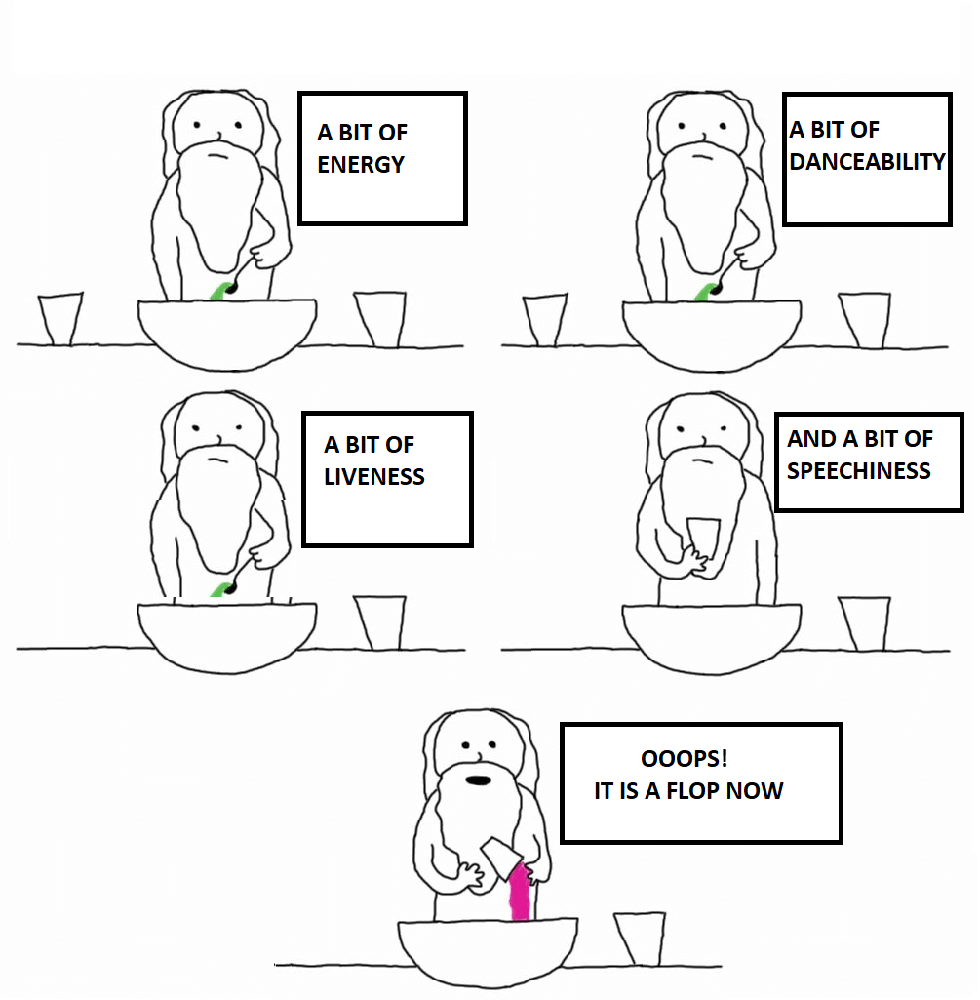 A BIT OF
ENERGY
A BIT OF
DANCEABILITY
A BIT OF
LIVENESS
AND A BIT OF
SPEECHINESS
OOOPS!
IT IS A FLOP NOW